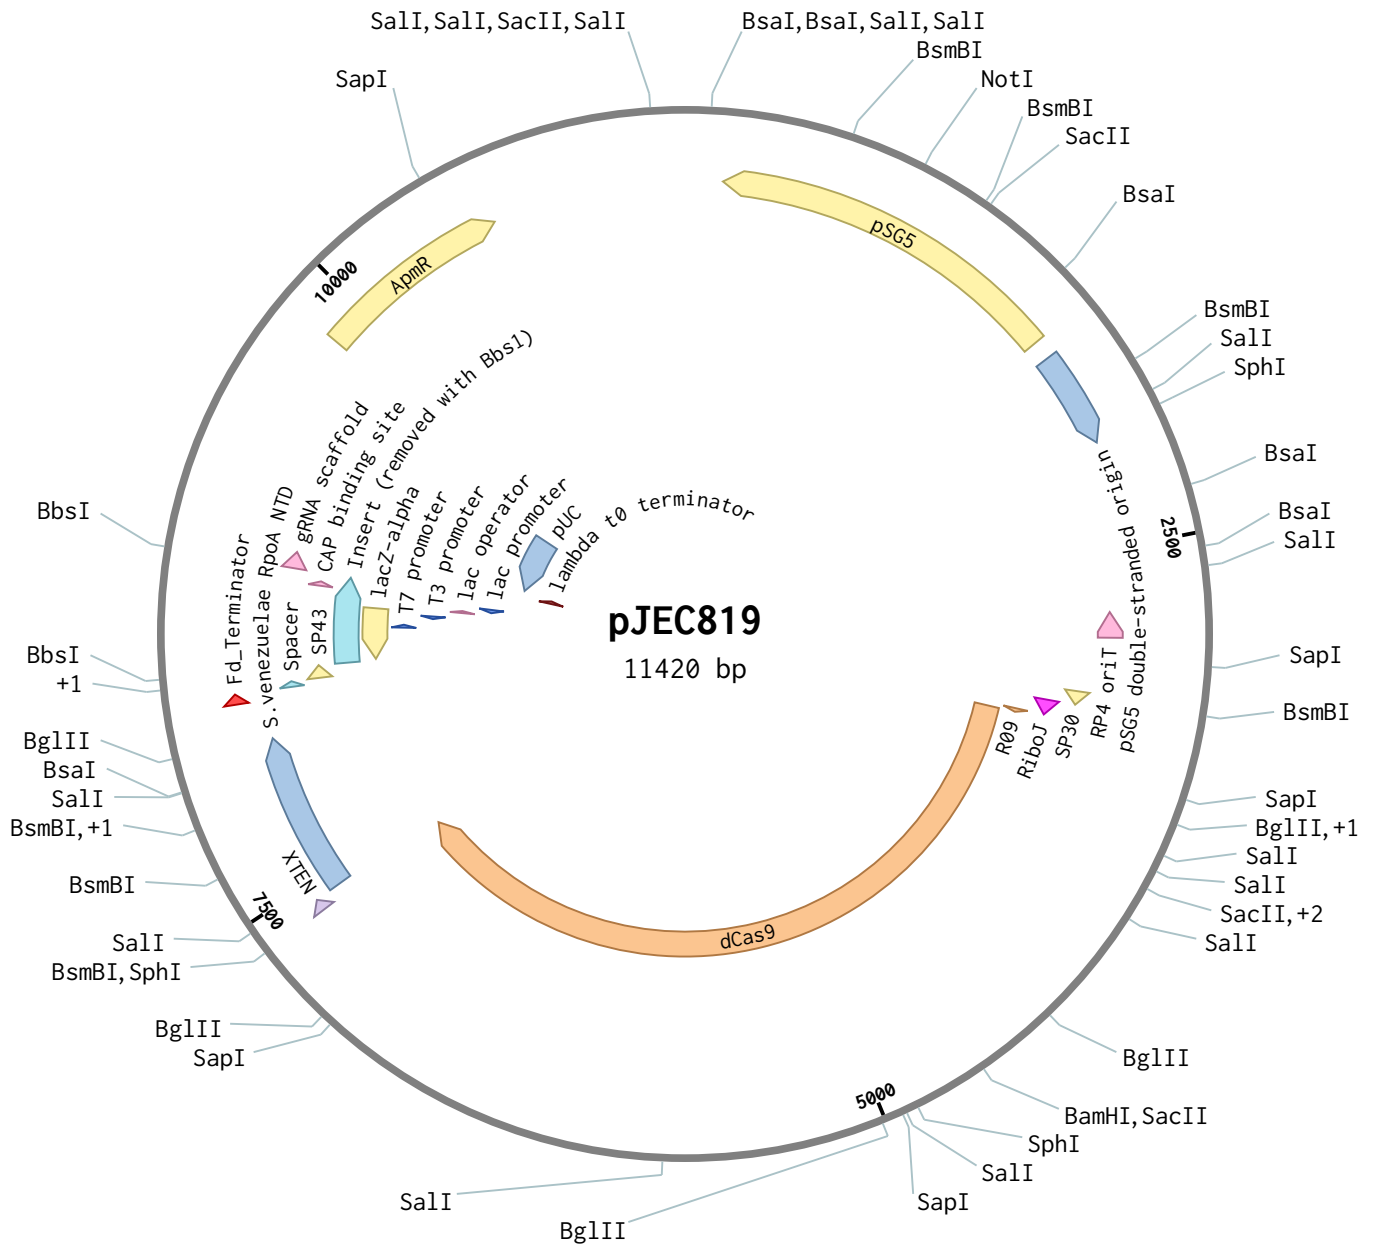 SalI,SalI,SacII,SalI
BsaI,BsaI,SalI,SalI
BsmBI
SapI
NotI
BsmBI
SacII
BsaI
pSG5
ApmR
10000
BsmBI
SalI
SphI
Insert (removed with Bbs1)
gRNA scaffold
CAP binding site
BsaI
BbsI
BsaI
SalI
2500
S.venezuelae RpoA NTD
lacZ-alpha
T7 promoter
T3 promoter
lac operator
lac promoter
pUC
lambda t0 terminator
Fd_Terminator
Spacer
SP43
pJEC819
11420 bp
pSG5 double-stranded origin
RP4 oriT
SP30
RiboJ
R09
BbsI
+1
SapI
BsmBI
BglII
BsaI
SalI
BsmBI,+1
SapI
BglII,+1
SalI
SalI
SacII,+2
SalI
BsmBI
XTEN
7500
dCas9
SalI
BsmBI,SphI
BglII
SapI
BglII
5000
BamHI,SacII
SphI
SalI
SapI
SalI
BglII